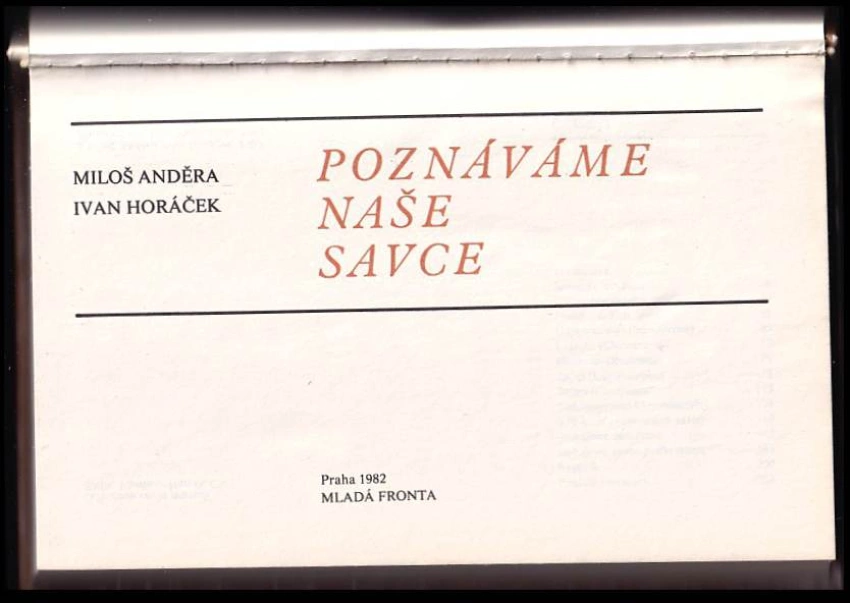 MILOŠ ANDĚRA
IVAN HORÁČEK
POZNÁVÁME
NAŠE
SAVCE
Praha 1982
MLADÁ FRONTA